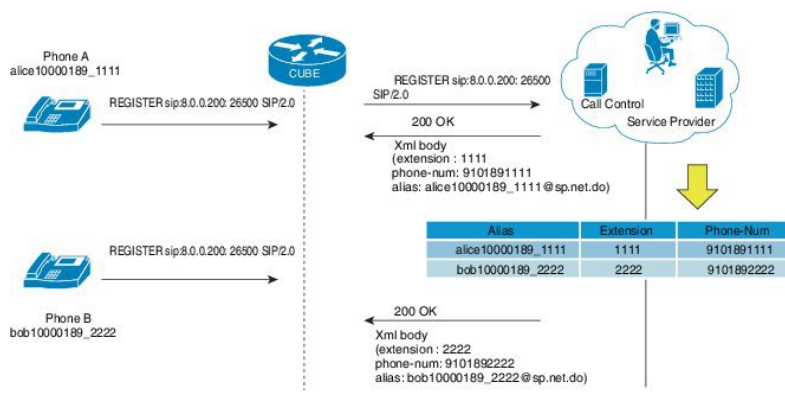 Phone A
alice10000189_1111
REGISTER sip:8.0.0.200: 26500 SIP/2.0
CUBE
REGISTER sip:8.0.0.200: 26500
SIP/2.0
Call Control
Service Provider
200 OK
Xml body
(extension : 1111
phone-num: 9101891111
alias: alice10000189_1111@sp.net.do)
Alias Extension Phone-Num
alice10000189_1111 1111 9101891111
bob10000189_2222 2222 9101892222
REGISTER sip:8.0.0.200: 26500 SIP/2.0
Phone B
bob10000189_2222
200 OK
Xml body
(extension : 2222
phone-num: 9101892222
alias: bob10000189_2222@sp.net.do)